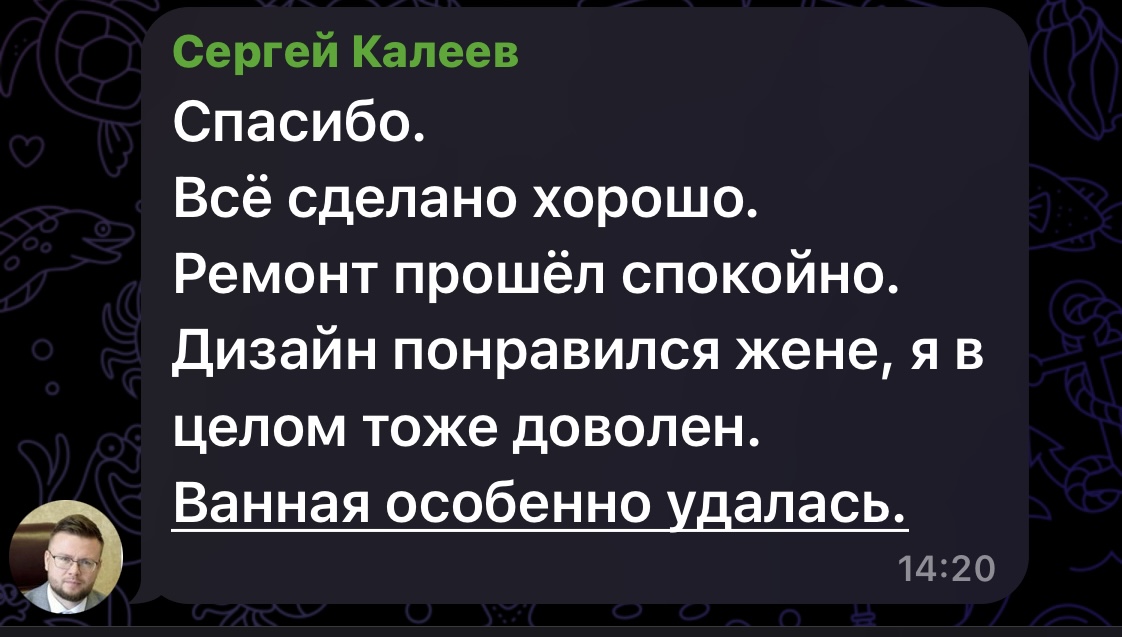 Сергей Калеев
Спасибо.
Всё сделано хорошо.
Ремонт прошёл спокойно.
Дизайн понравился жене, я в
целом тоже доволен.
Ванная особенно удалась.
14:20